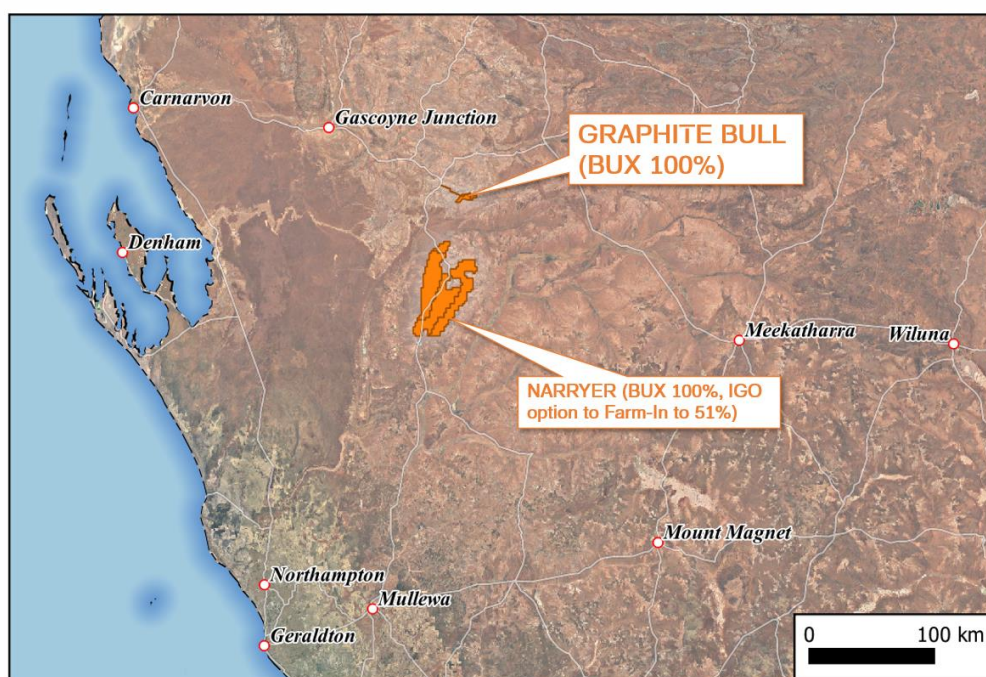 Carnarvon
Gascoyne Junction
GRAPHITE BULL
(BUX 100%)
Denham
Meekatharra
Wiluna
NARRYER (BUX 100%, IGO
option to Farm-In to 51%)
Mount Magnet
Northampton
Mullewa
Geraldton
0 100 km